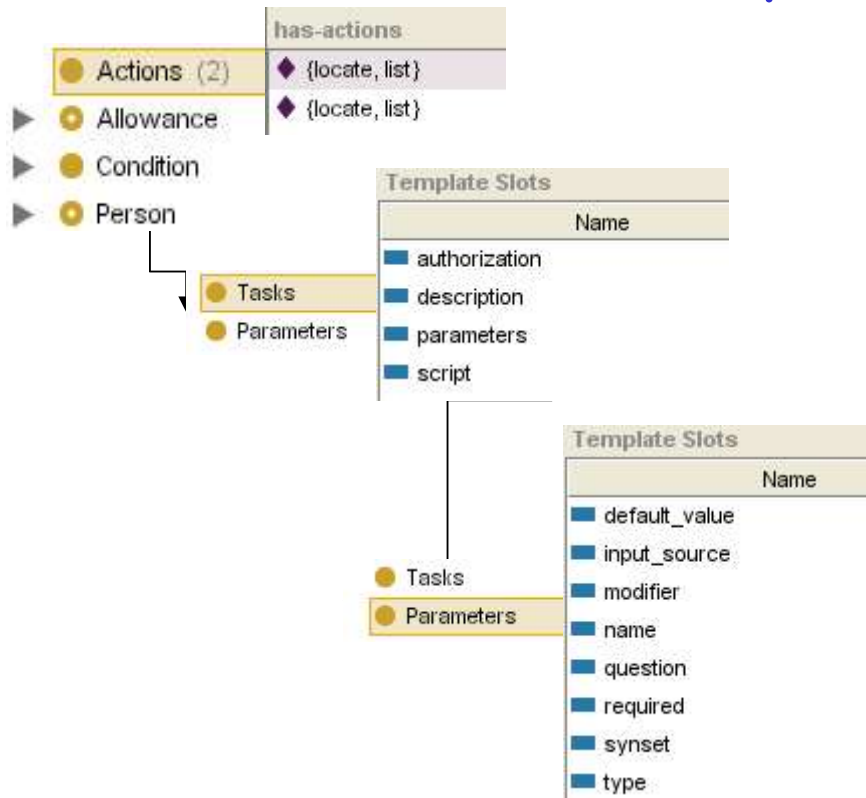 has-actions
Actions (2)
{locate, list}
{locate, list}
Allowance
Condition
Person
Template Slots
Name
authorization
description
parameters
script
Tasks
Parameters
Template Slots
Name
default_value
input_source
modifier
name
question
required
synset
type
Tasks
Parameters